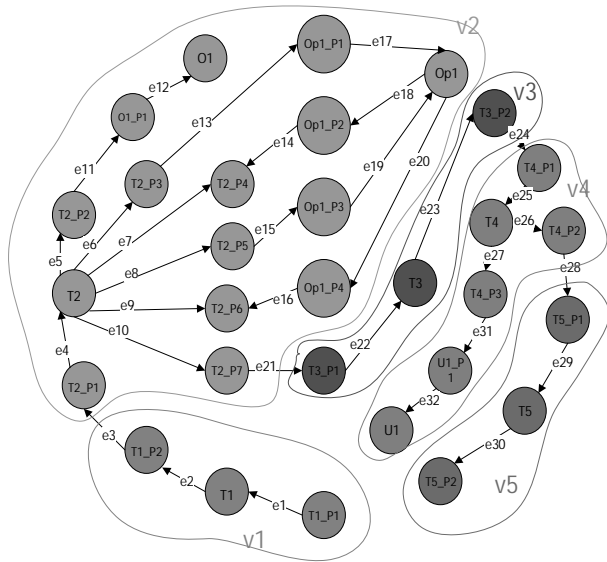 v2
Op1_P1
e17
O1
Op1
e12
v3
e13
O1_P1
Op1_P2
e18
T3_P2
e14
e24
e11
e19
e20
T4_P1
T2_P3
T2_P4
e25
v4
T2_P2
Op1_P3
e23
T4
e26
T4_P2
e6
e7
e15
T2_P5
e5
e8
e27
e28
T2
Op1_P4
T3
T4_P3
e9
T2_P6
e16
T5_P1
e10
e31
e4
e22
e29
T2_P7
e21
T3_P1
U1_P
1
T2_P1
e32
T5
e3
U1
e30
T1_P2
e2
T5_P2
v5
T1
e1
T1_P1
v1